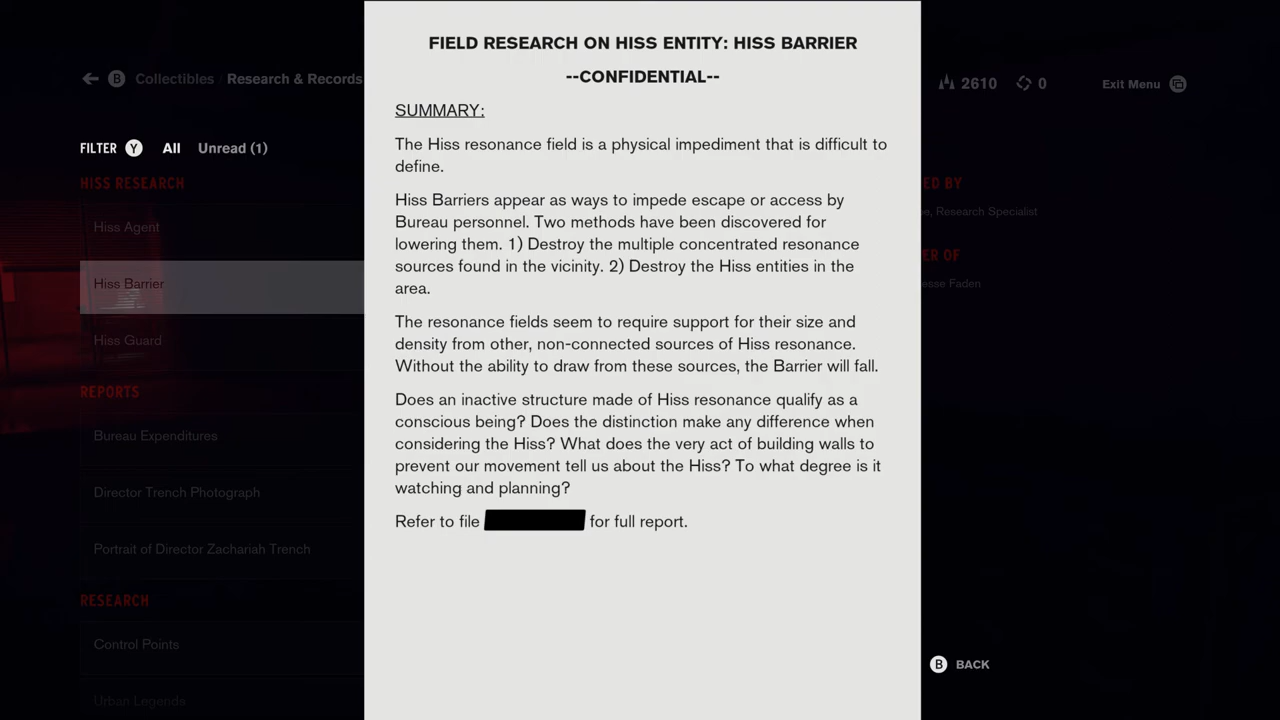 FIELD RESEARCH ON HISS ENTITY: HISS BARRIER
--CONFIDENTIAL--
SUMMARY:
The Hiss resonance field is a physical impediment that is difficult to
define.
Hiss Barriers appear as ways to impede escape or access by
Bureau personnel. Two methods have been discovered for
lowering them. 1) Destroy the multiple concentrated resonance
sources found in the vicinity. 2) Destroy the Hiss entities in the
area.
The resonance fields seem to require support for their size and
density from other, non-connected sources of Hiss resonance.
Without the ability to draw from these sources, the Barrier will fall.
Does an inactive structure made of Hiss resonance qualify as a
conscious being? Does the distinction make any difference when
considering the Hiss? What does the very act of building walls to
prevent our movement tell us about the Hiss? To what degree is it
watching and planning?
Refer to file for full report.
B Collectibles Research & Records
2610 0 Exit Menu
FILTER Y All Unread (1)
HISS RESEARCH
Hiss Agent
Hiss Barrier
Hiss Guard
REPORTS
Bureau Expenditures
Director Trench Photograph
Portrait of Director Zachariah Trench
RESEARCH
Control Points
Urban Legends
ED BY
e, Research Specialist
ER OF
esse Faden
B BACK